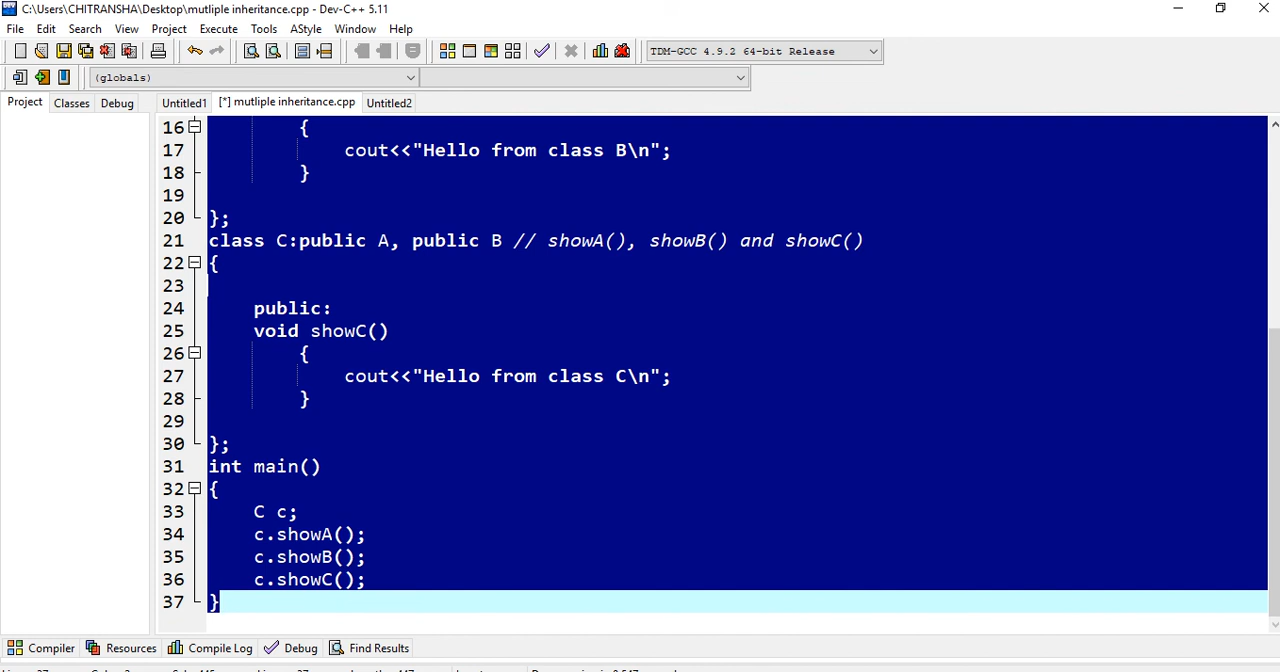 C:\Users\CHITRANSHA\Desktop\mutliple inheritance.cpp - Dev-C++ 5.11
File Edit Search View Project Execute Tools AStyle Window Help
TDM-GCC 4.9.2 64-bit Release
(globals)
Project Classes Debug Untitled1 [*] mutliple inheritance.cpp Untitled2
16 {
17 cout<<"Hello from class B\n";
18 }
19
20 };
21 class C:public A, public B // showA(), showB() and showC()
22 {
23
24 public:
25 void showC()
26 {
27 cout<<"Hello from class C\n";
28 }
29
30 };
31 int main()
32 {
33 C c;
34 c.showA();
35 c.showB();
36 c.showC();
37 }
Compiler Resources Compile Log Debug Find Results